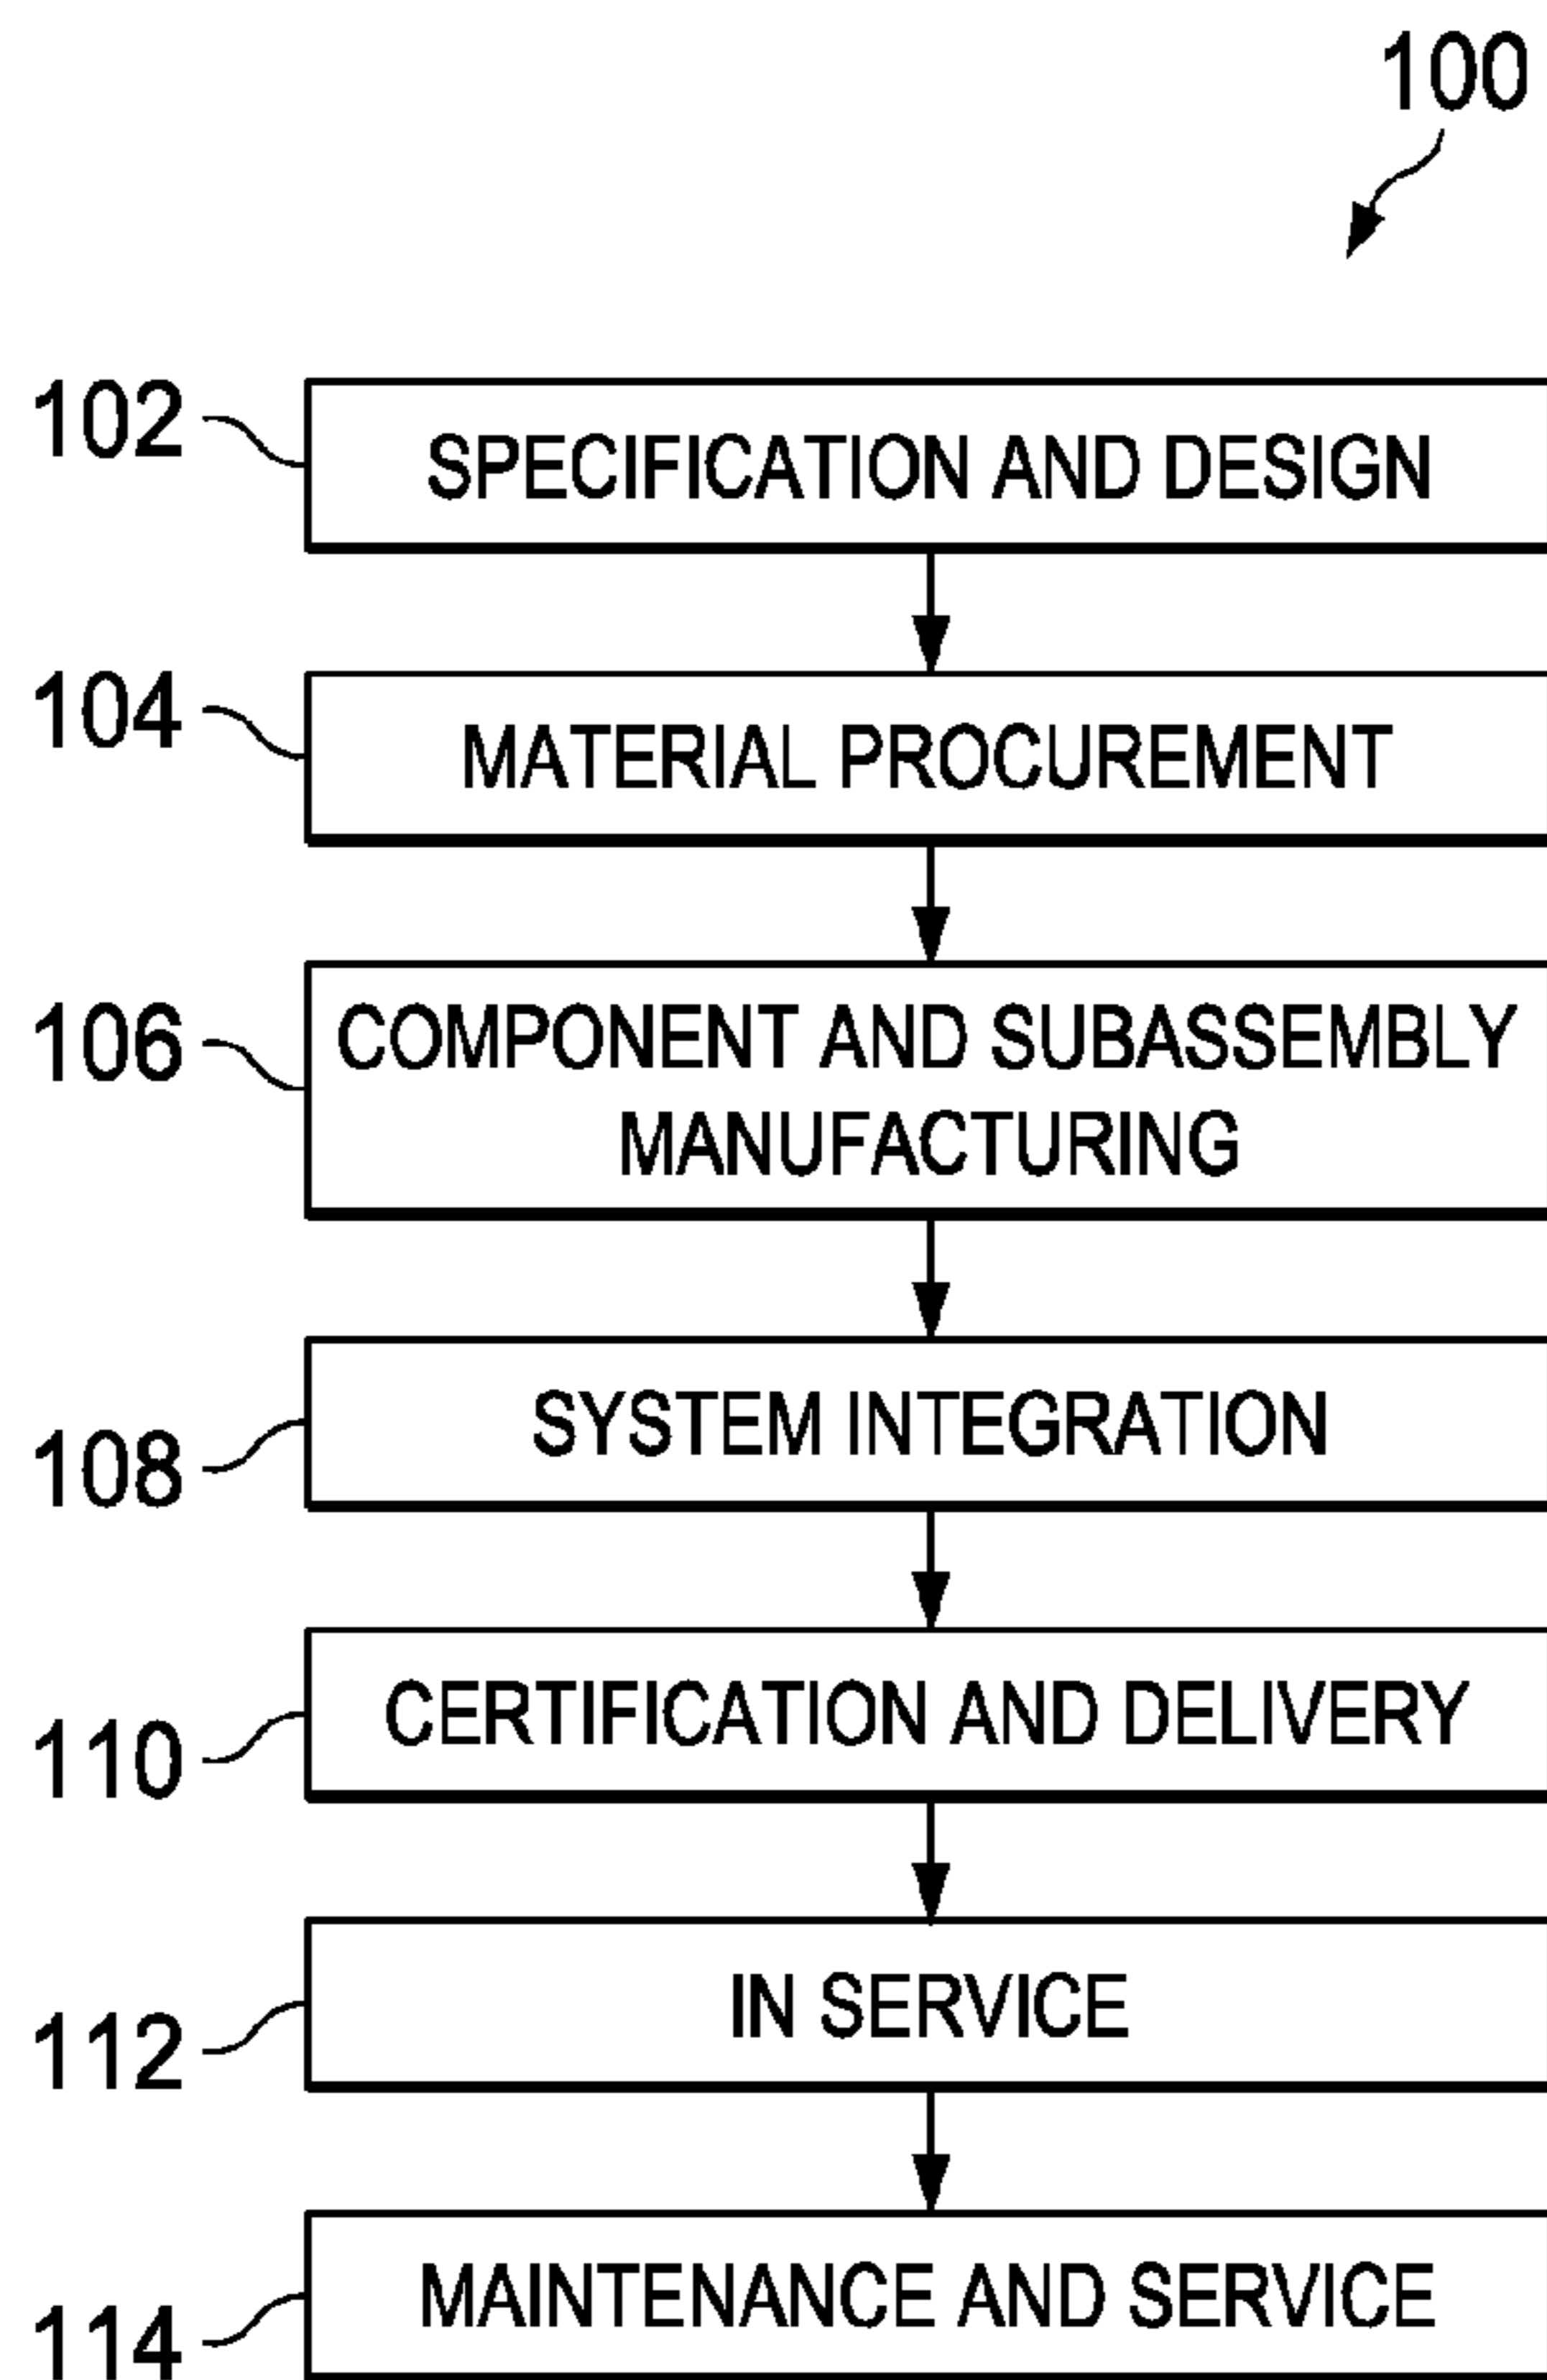 100
102
SPECIFICATION AND DESIGN
104
MATERIAL PROCUREMENT
106
COMPONENT AND SUBASSEMBLY
MANUFACTURING
108
SYSTEM INTEGRATION
110
CERTIFICATION AND DELIVERY
112
IN SERVICE
114
MAINTENANCE AND SERVICE